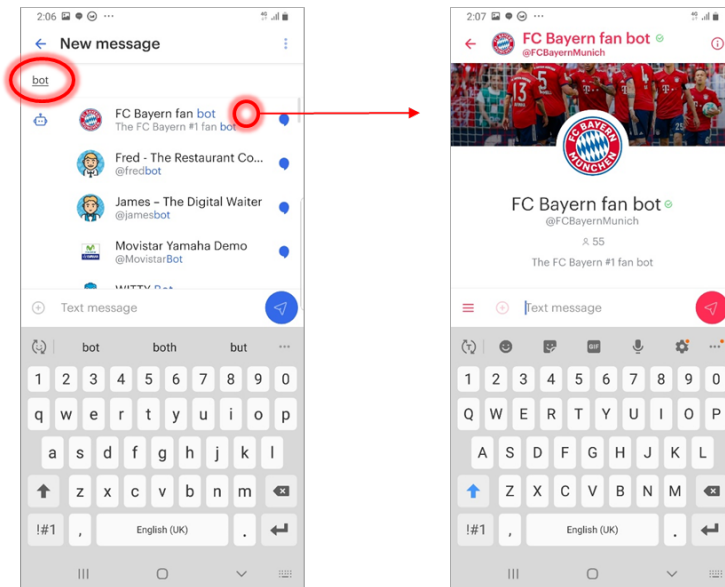 2:06
New message
bot
FC Bayern fan bot
The FC Bayern #1 fan bot
Fred - The Restaurant Co...
@fredbot
James – The Digital Waiter
@jamesbot
Movistar Yamaha Demo
@MovistarBot
Text message
bot both but
1 2 3 4 5 6 7 8 9 0
q w e r t y u i o p
a s d f g h j k l
z x c v b n m
!#1 , English (UK) .
2:07
FC Bayern fan bot
@FCBayernMunich
FC BAYERN
MÜNCHEN
FC Bayern fan bot
@FCBayernMunich
55
The FC Bayern #1 fan bot
Text message
GIF
1 2 3 4 5 6 7 8 9 0
Q W E R T Y U I O P
A S D F G H J K L
Z X C V B N M
!#1 , English (UK) .